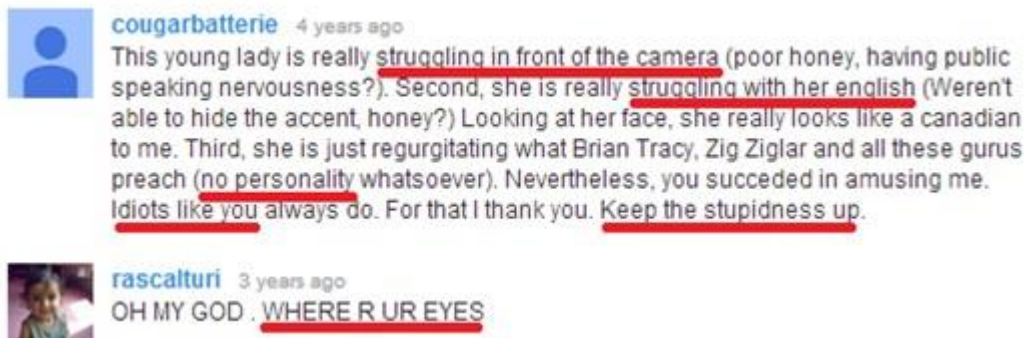 cougarbatterie 4 years ago
This young lady is really struggling in front of the camera (poor honey, having public
speaking nervousness?). Second, she is really struggling with her english (Weren't
able to hide the accent, honey?) Looking at her face, she really looks like a canadian
to me. Third, she is just regurgitating what Brian Tracy, Zig Ziglar and all these gurus
preach (no personality whatsoever). Nevertheless, you succeded in amusing me.
Idiots like you always do. For that I thank you. Keep the stupidness up.
rascalturi 3 years ago
OH MY GOD . WHERE R UR EYES